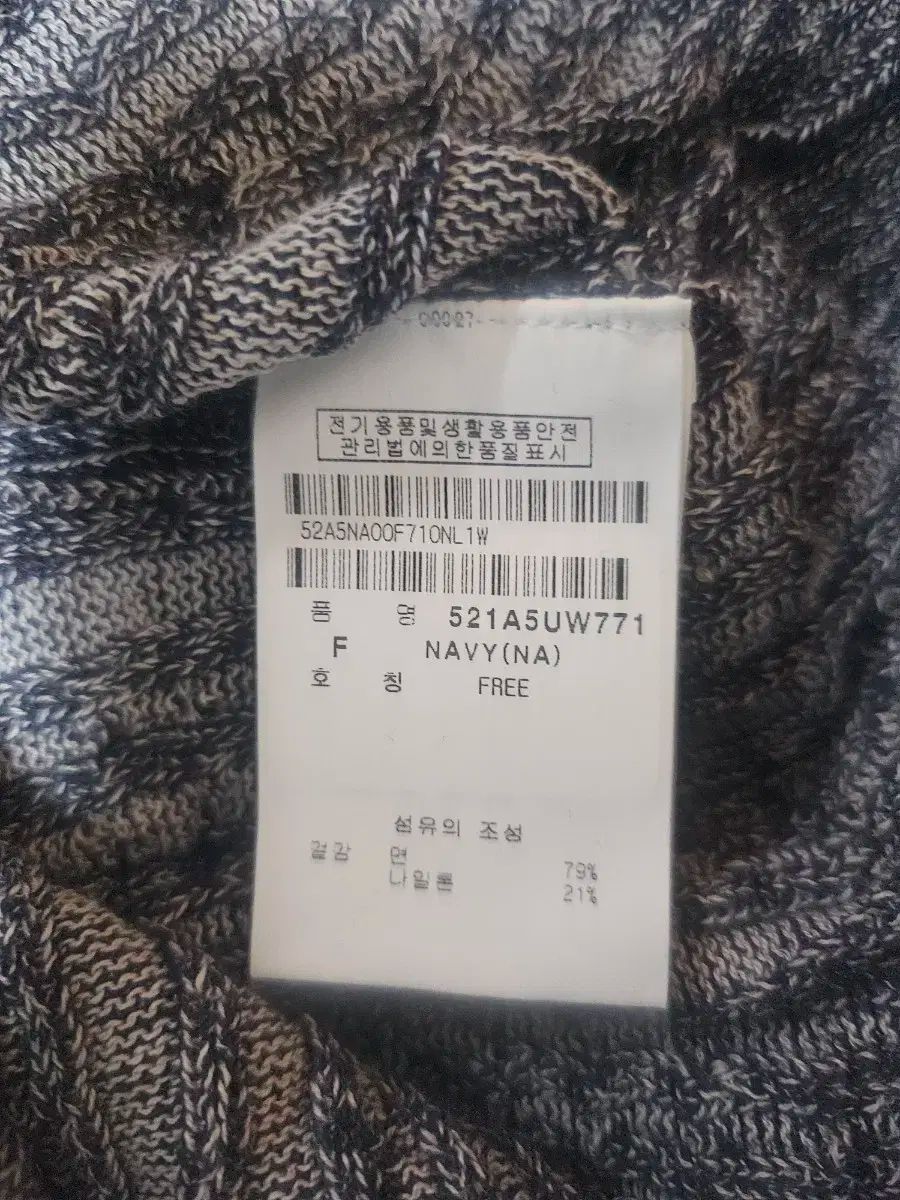 전기용품및생활용품안전
관리법에의한품질표시
52A5NA00F710NL1W
품 명 521A5UW771
F NAVY(NA)
호 칭 FREE
섬유의 조성
겉감 면 79%
나일론 21%